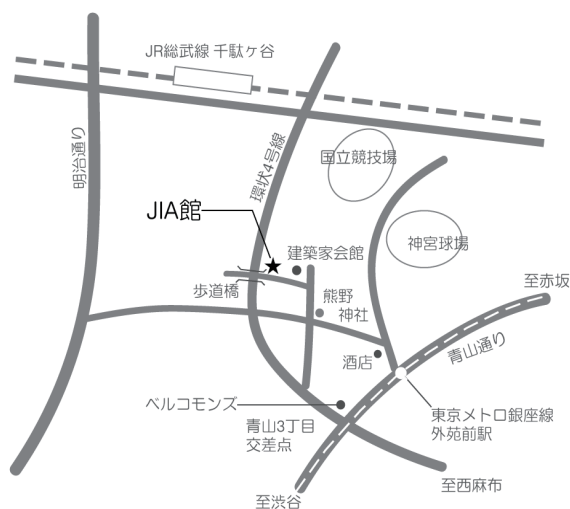 JR総武線 千駄ヶ谷
明治通り
環状4号線
国立競技場
JIA館
神宮球場
建築家会館
至赤坂
歩道橋
熊野
神社
青山通り
酒店
ベルコモンズ
青山3丁目
交差点
東京メトロ銀座線
外苑前駅
至西麻布
至渋谷